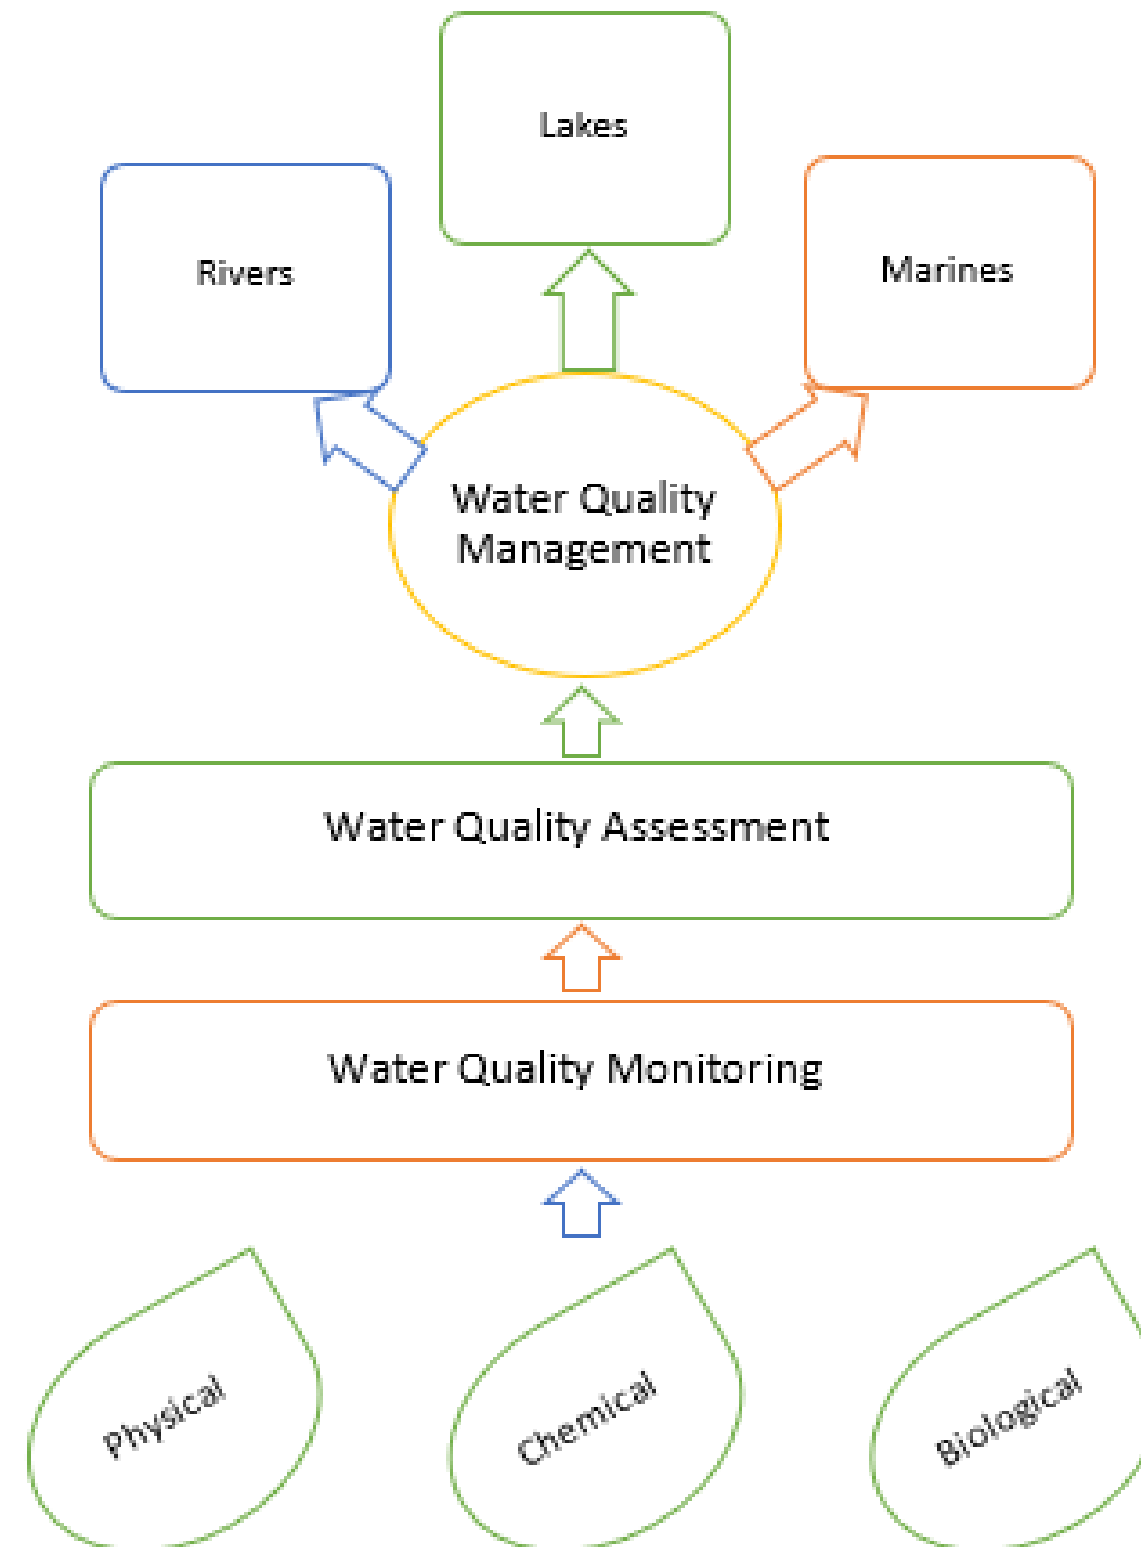 Lakes
Rivers
Marines
Water Quality
Management
Water Quality Assessment
Water Quality Monitoring
Physical
Chemical
Biological